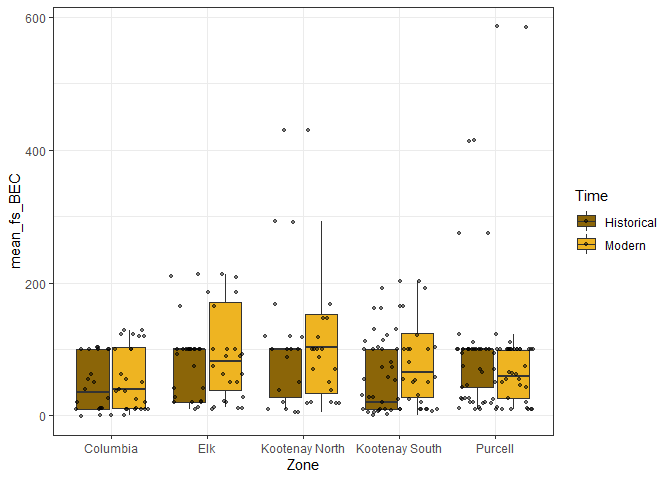 600
400
200
0
mean_fs_BEC
Columbia Elk Kootenay North Kootenay South Purcell
Zone
Time
Historical
Modern